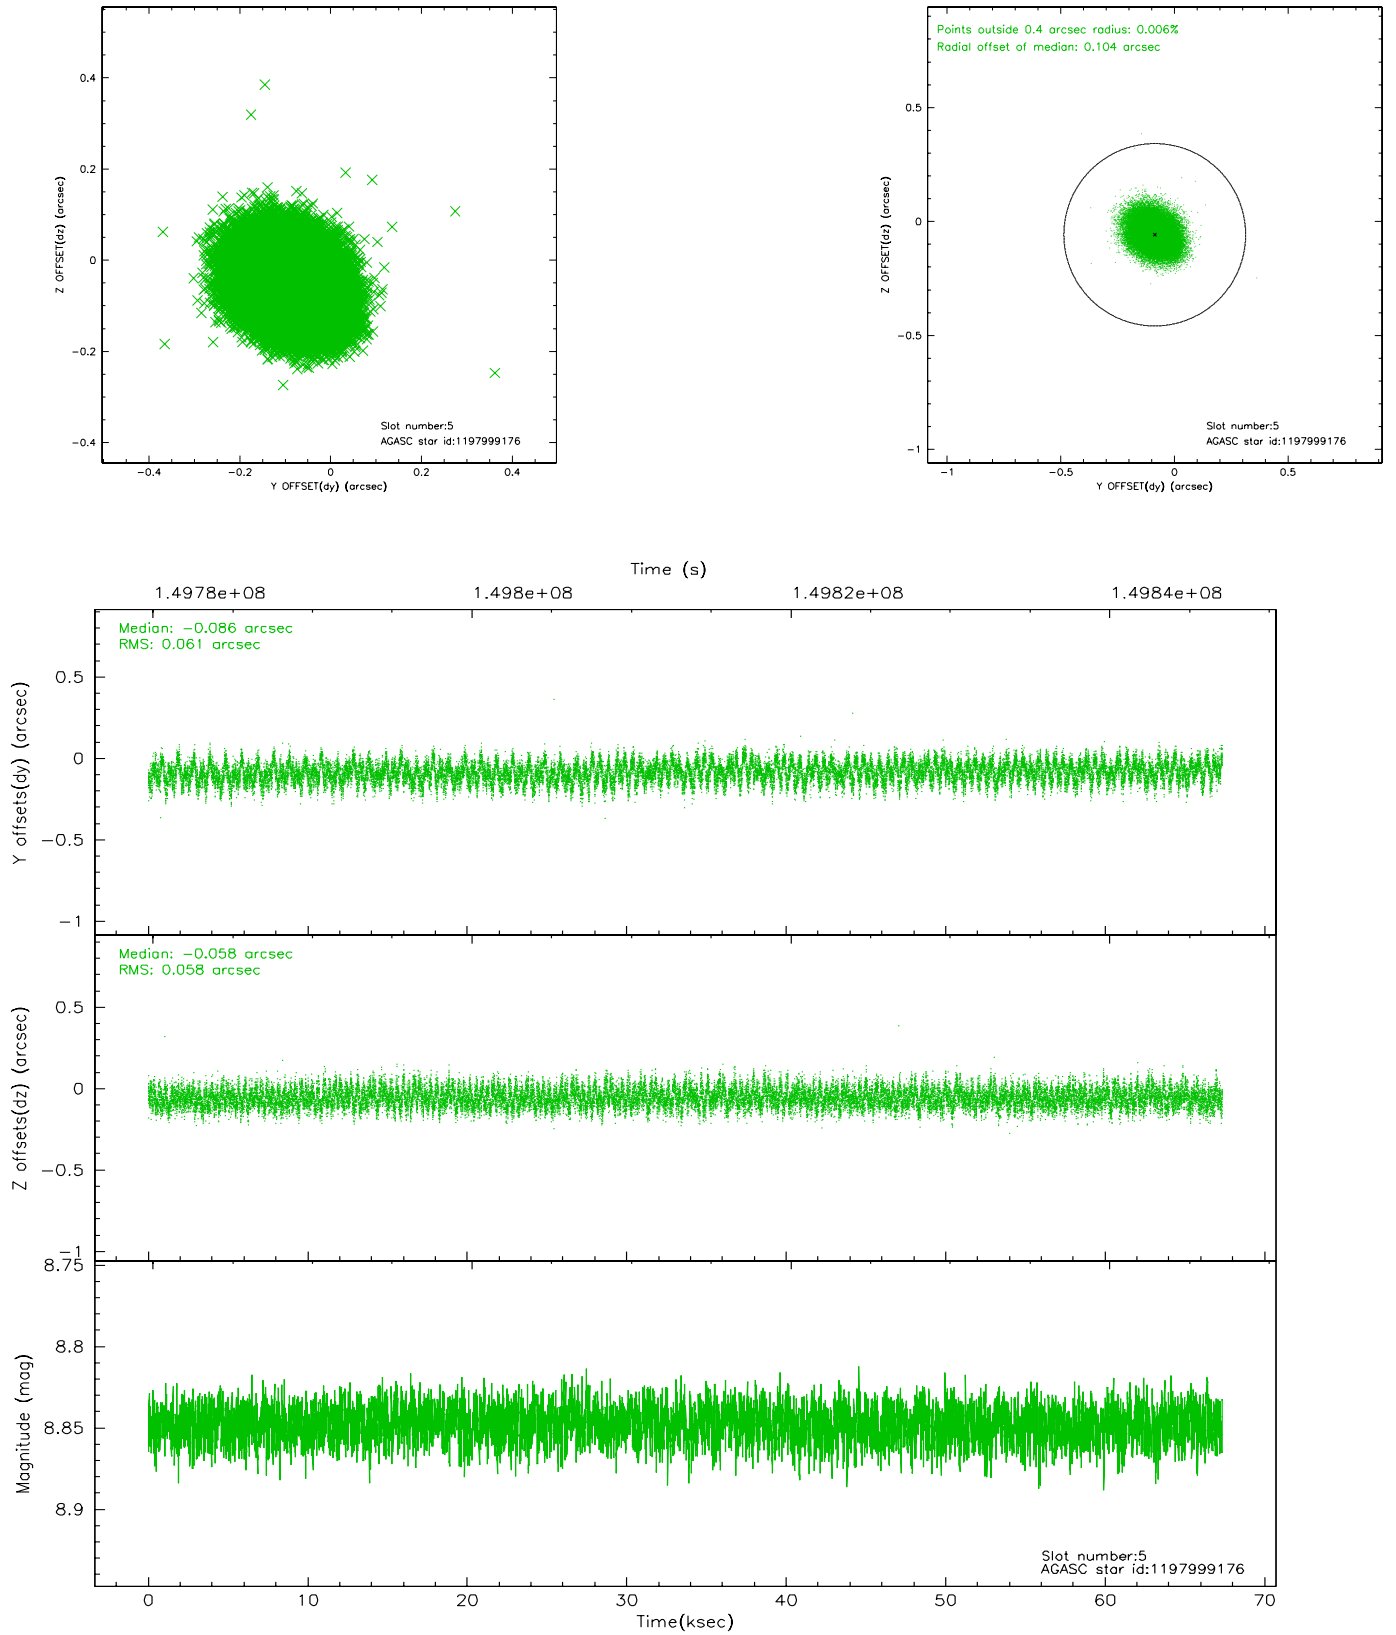 0.4
0.2
0
−0.2
−0.4
Z OFFSET(dz) (arcsec)
Slot number:5
AGASC star id:1197999176
−0.4 −0.2 0 0.2 0.4
Y OFFSET(dy) (arcsec)
Points outside 0.4 arcsec radius: 0.006%
Radial offset of median: 0.104 arcsec
0.5
0
−0.5
−1
Z OFFSET(dz) (arcsec)
Slot number:5
AGASC star id:1197999176
−1 −0.5 0 0.5
Y OFFSET(dy) (arcsec)
Time (s)
1.4978e+08 1.498e+08 1.4982e+08 1.4984e+08
Median: −0.086 arcsec
RMS: 0.061 arcsec
0.5
0
−0.5
−1
Y offsets(dy) (arcsec)
Median: −0.058 arcsec
RMS: 0.058 arcsec
0.5
0
−0.5
−1
Z offsets(dz) (arcsec)
8.75
8.8
8.85
8.9
Magnitude (mag)
Slot number:5
AGASC star id:1197999176
0 10 20 30 40 50 60 70
Time(ksec)